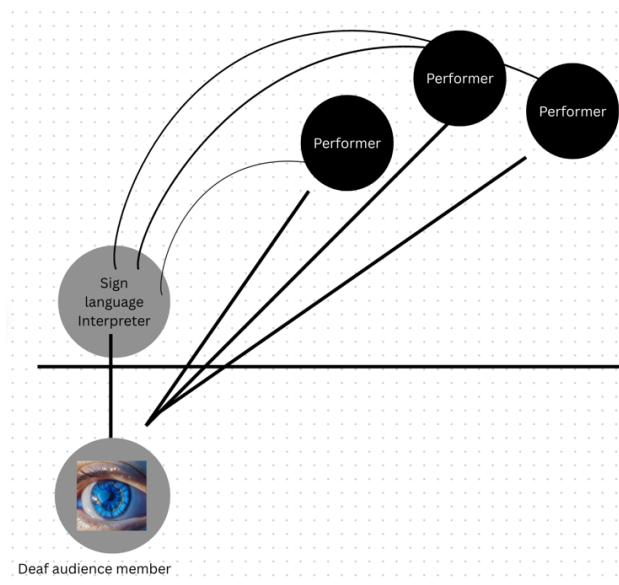 Performer
Performer
Performer
Sign
language
Interpreter
Deaf audience member